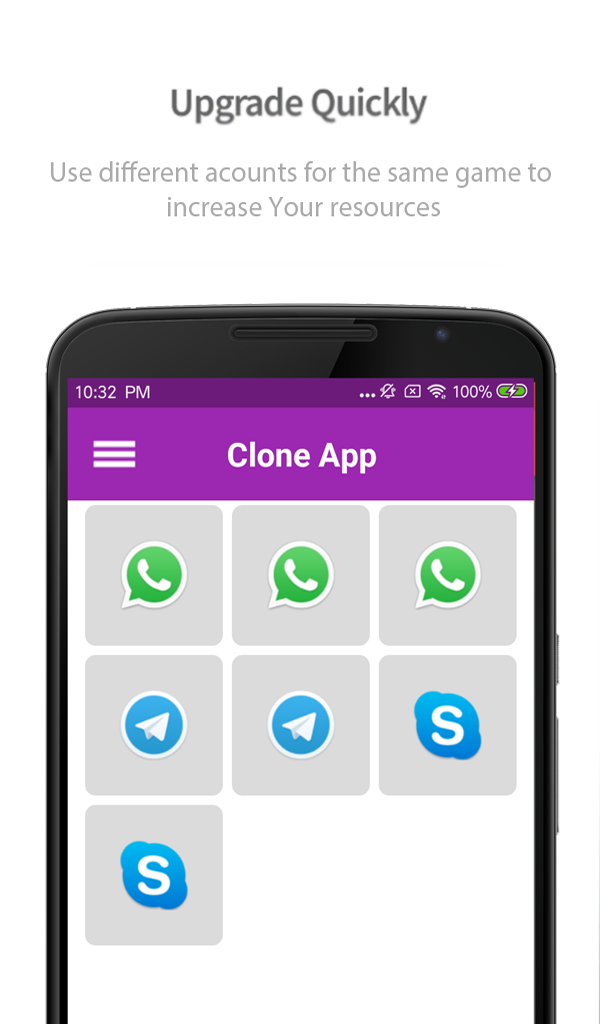 Upgrade Quickly
Use different acounts for the same game to
increase Your resources
10:32 PM
100%
Clone App
S
S